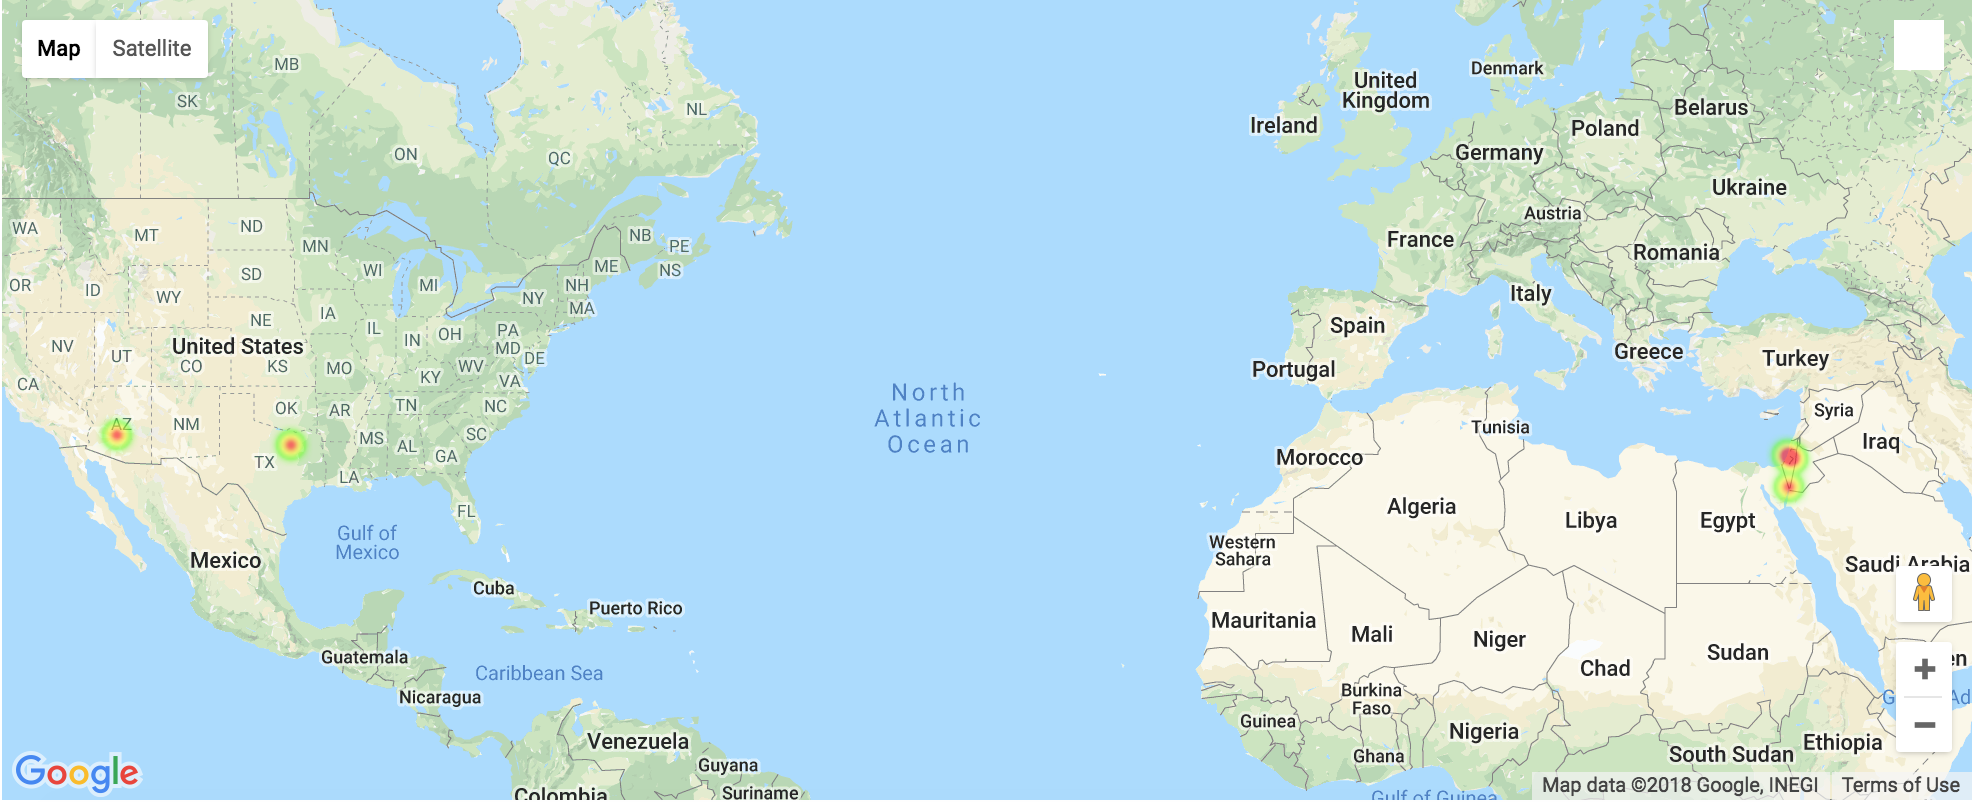 Map Satellite
MB
SK
NL
ON
QC
United
Kingdom
Denmark
Ireland
Belarus
Poland
Germany
Ukraine
Austria
France
Romania
Italy
Spain
Portugal
Greece
Turkey
WA
MT
ND
MN
NB
PE
NS
ME
OR
ID
SD
WI
MI
WY
NH
NY
MA
NE
IA
IL
IN
OH
PA
MD
DE
NV
UT
United States
CO
KS
MO
KY
WV
VA
CA
AZ
NM
OK
AR
TN
NC
SC
MS
AL
GA
TX
LA
FL
North
Atlantic
Ocean
Syria
Iraq
Tunisia
Morocco
Algeria
Libya
Egypt
Saudi Arabia
Western
Sahara
Gulf of
Mexico
Mexico
Cuba
Puerto Rico
Mauritania
Mali
Niger
Chad
Sudan
Guatemala
Caribbean Sea
Nicaragua
Burkina
Faso
Guinea
Nigeria
Ghana
South Sudan
Ethiopia
en
G
Ad
Venezuela
Guyana
Suriname
Colombia
Gulf of Guinea
Google
Map data ©2018 Google, INEGI Terms of Use